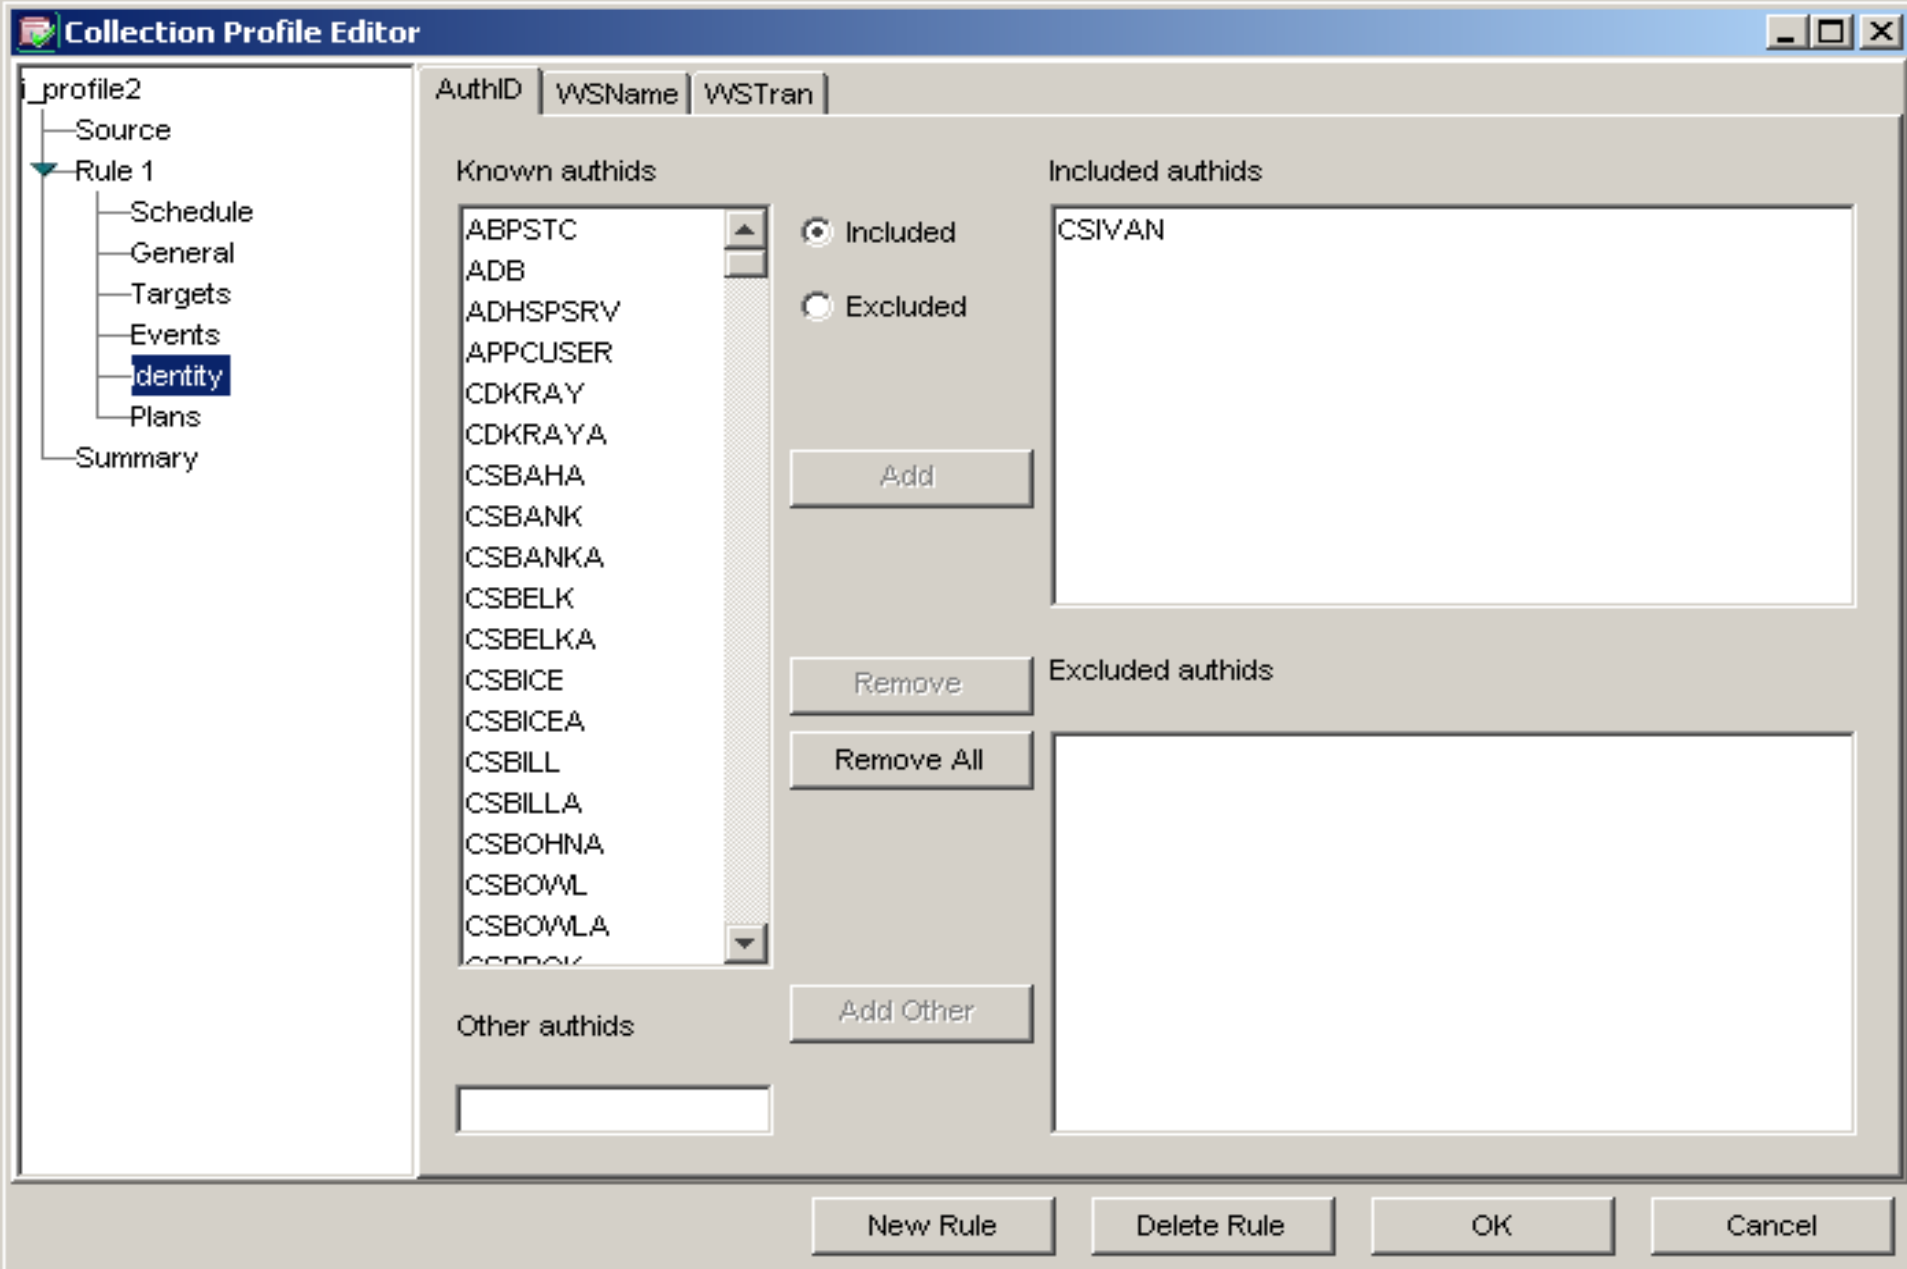 Collection Profile Editor
i_profile2
Source
Rule 1
Schedule
General
Targets
Events
Identity
Plans
Summary
AuthID WSName WSTran
Known authids
ABPSTC
ADB
ADHSPSRV
APPCUSER
CDKRAY
CDKRAYA
CSBAHA
CSBANK
CSBANKA
CSBELK
CSBELKA
CSBICE
CSBICEA
CSBILL
CSBILLA
CSBOHNA
CSBOWL
CSBOWLA
Other authids
Included
Excluded
Add
Remove
Remove All
Add Other
Included authids
CSIVAN
Excluded authids
New Rule Delete Rule OK Cancel